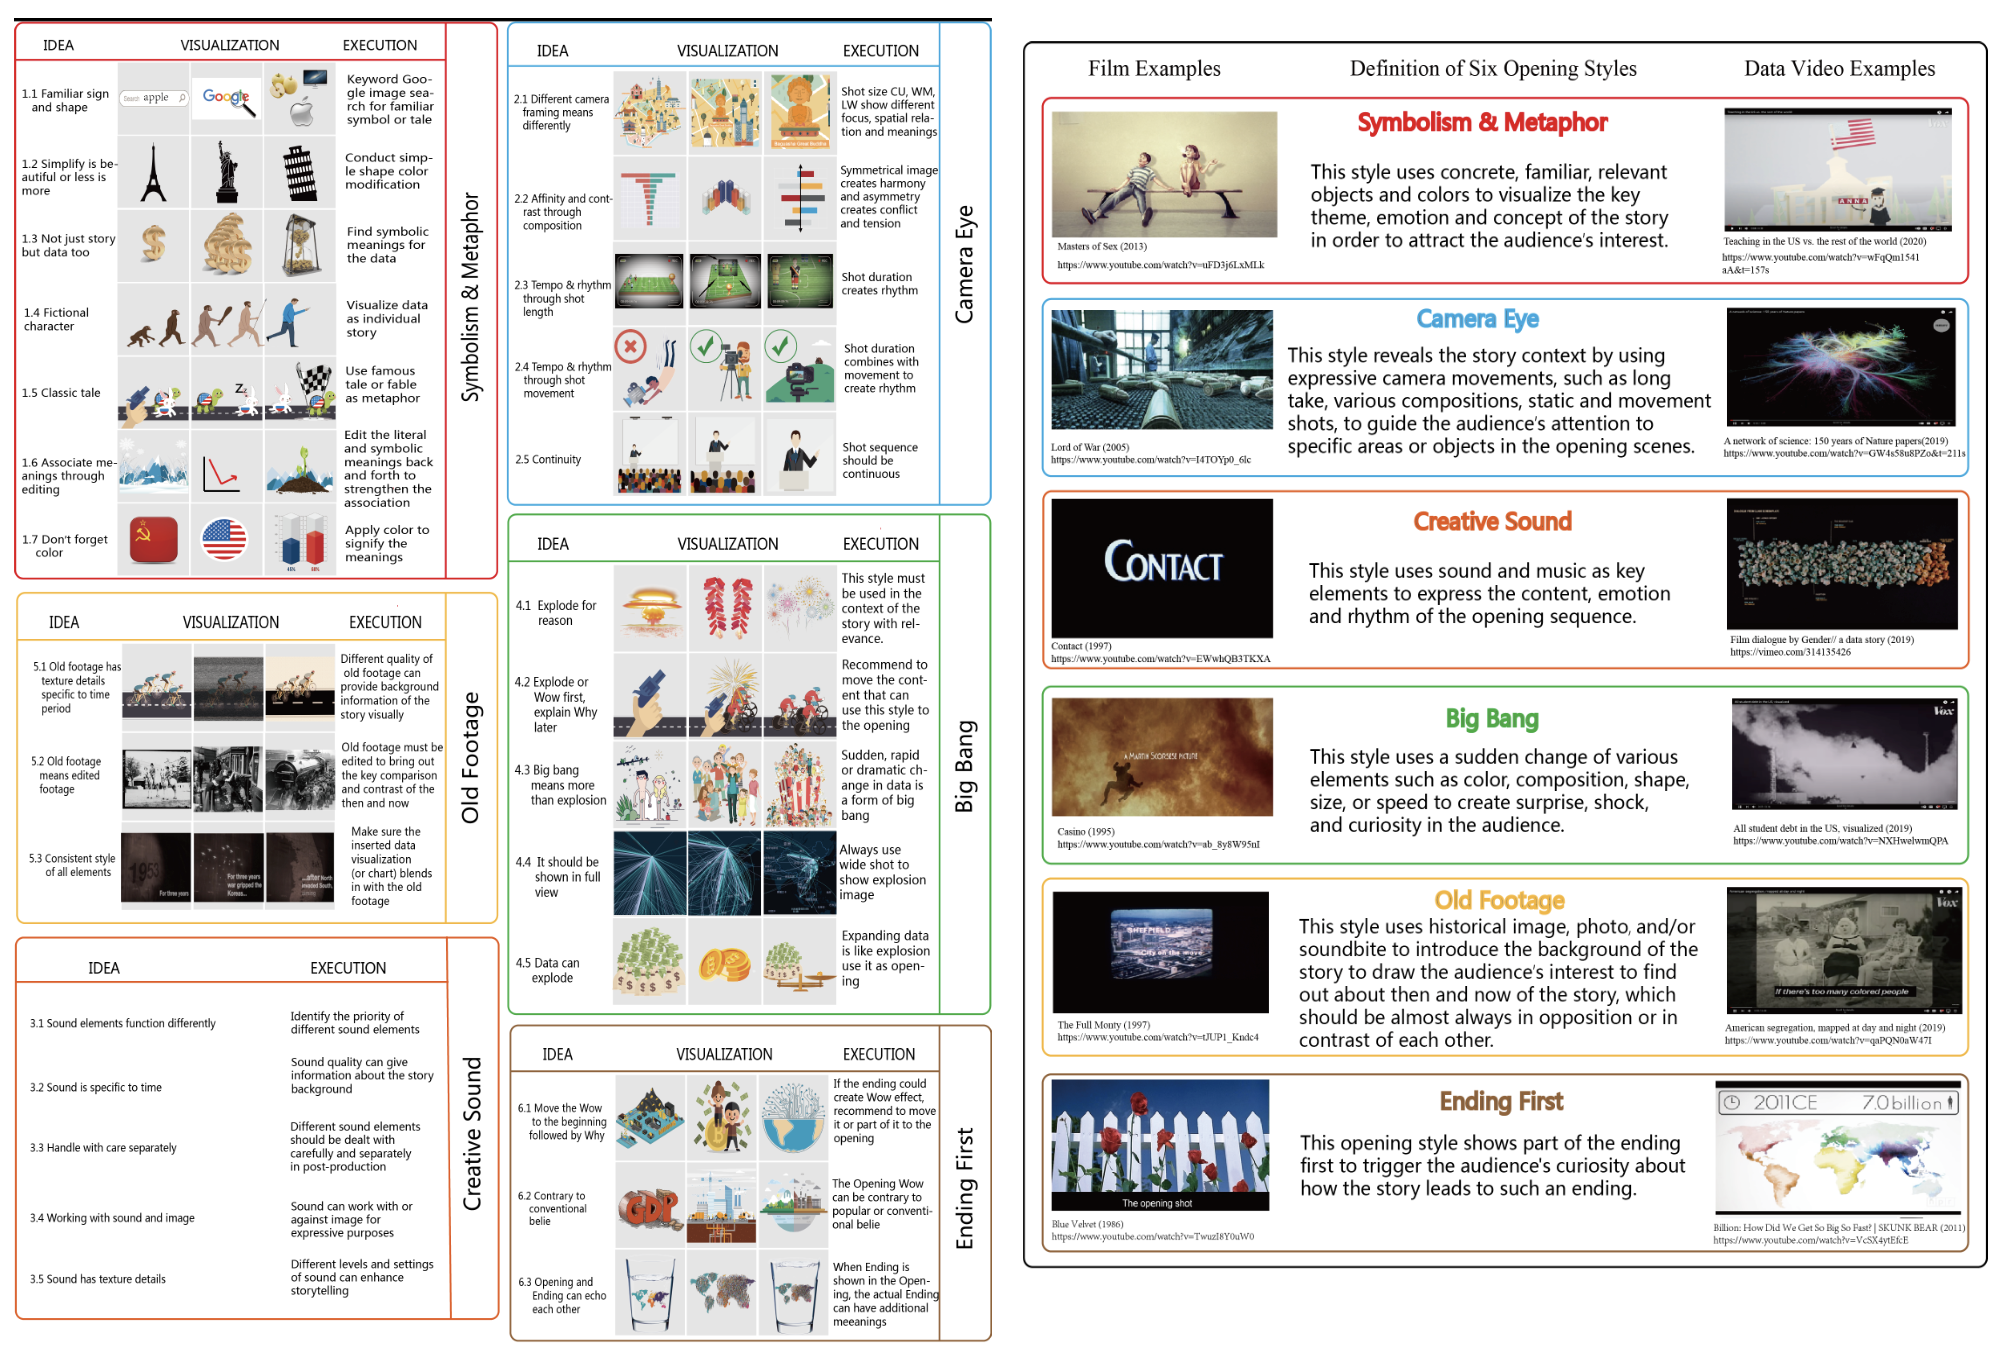 IDEA VISUALIZATION EXECUTION
1.1 Familiar sign
and shape
Search apple
Google
Keyword Goo-
gle image sea-
rch for familiar
symbol or tale
1.2 Simplify is be-
autiful or less is
more
Conduct simp-
le shape color
modification
1.3 Not just story
but data too
Find symbolic
meanings for
the data
1.4 Fictional
character
Visualize data
as individual
story
1.5 Classic tale
Use famous
tale or fable
as metaphor
1.6 Associate me-
anings through
editing
Edit the literal
and symbolic
meanings back
and forth to
strengthen the
association
1.7 Don't forget
color
Apply color to
signify the
meanings
Symbolism & Metaphor
IDEA VISUALIZATION EXECUTION
5.1 Old footage has
texture details
specific to time
period
Different quality of
old footage can
provide background
information of the
story visually
5.2 Old footage
means edited
footage
Old footage must be
edited to bring out
the key comparison
and contrast of the
then and now
5.3 Consistent style
of all elements
1953
For three years
For three years
war gripped the
Korea...
...after North
Make sure the
inserted data
visualization
(or chart) blends
in with the old
footage
Old Footage
IDEA EXECUTION
3.1 Sound elements function differently
Identify the priority of
different sound elements
3.2 Sound is specific to time
Sound quality can give
information about the story
background
3.3 Handle with care separately
Different sound elements
should be dealt with
carefully and separately
in post-production
3.4 Working with sound and image
Sound can work with or
against image for
expressive purposes
3.5 Sound has texture details
Different levels and settings
of sound can enhance
storytelling
Creative Sound
IDEA VISUALIZATION EXECUTION
2.1 Different camera
framing means
differently
Shot size CU, WM,
LW show different
focus, spatial rela-
tion and meanings
2.2 Affinity and cont-
rast through
composition
Symmetrical image
creates harmony
and asymmetry
creates conflict
and tension
2.3 Tempo & rhythm
through shot
length
Shot duration
creates rhythm
2.4 Tempo & rhythm
through shot
movement
Shot duration
combines with
movement to
create rhythm
2.5 Continuity
Shot sequence
should be
continuous
Camera Eye
IDEA VISUALIZATION EXECUTION
4.1 Explode for
reason
This style must
be used in the
context of the
story with rel-
evance.
4.2 Explode or
Wow first,
explain Why
later
Recommend to
move the cont-
ent that can
use this style to
the opening
4.3 Big bang
means more
than explosion
Sudden, rapid
or dramatic ch-
ange in data is
a form of big
bang
4.4 It should be
shown in full
view
Always use
wide shot to
show explosion
image
4.5 Data can
explode
Expanding data
is like explosion
use it as open-
ing
Big Bang
IDEA VISUALIZATION EXECUTION
6.1 Move the Wow
to the beginning
followed by Why
If the ending could
create Wow effect,
recommend to move
it or part of it to the
opening
6.2 Contrary to
conventional
belie
GDP
The Opening Wow
can be contrary to
popular or conventi-
onal belie
6.3 Opening and
Ending can echo
each other
When Ending is
shown in the Open-
ing, the actual Ending
can have additional
meeanings
Ending First
Film Examples Definition of Six Opening Styles Data Video Examples
Masters of Sex (2013)
https://www.youtube.com/watch?v=uFD3j6LxMLk
Symbolism & Metaphor
This style uses concrete, familiar, relevant
objects and colors to visualize the key
theme, emotion and concept of the story
in order to attract the audience's interest.
ANNA
Teaching in the US vs. the rest of the world (2020)
https://www.youtube.com/watch?v=wFqQm1541
aA&t=157s
Lord of War (2005)
https://www.youtube.com/watch?v=I4TOYp0_6lc
Camera Eye
This style reveals the story context by using
expressive camera movements, such as long
take, various compositions, static and movement
shots, to guide the audience's attention to
specific areas or objects in the opening scenes.
A network of science: 150 years of Nature papers(2019)
https://www.youtube.com/watch?v=GW4s58u8PZo&t=211s
CONTACT
Contact (1997)
https://www.youtube.com/watch?v=EWwhQB3TKXA
Creative Sound
This style uses sound and music as key
elements to express the content, emotion
and rhythm of the opening sequence.
Film dialogue by Gender// a data story (2019)
https://vimeo.com/314135426
A MARTIN SCORSESE PICTURE
Casino (1995)
https://www.youtube.com/watch?v=ab_8y8W95nI
Big Bang
This style uses a sudden change of various
elements such as color, composition, shape,
size, or speed to create surprise, shock,
and curiosity in the audience.
Vox
All student debt in the US, visualized (2019)
https://www.youtube.com/watch?v=NXHwelwmQPA
SHEFFIELD
City on the move
The Full Monty (1997)
https://www.youtube.com/watch?v=tJUP1_Kndc4
Old Footage
This style uses historical image, photo, and/or
soundbite to introduce the background of the
story to draw the audience's interest to find
out about then and now of the story, which
should be almost always in opposition or in
contrast of each other.
Vox
If there's too many colored people
American segregation, mapped at day and night (2019)
https://www.youtube.com/watch?v=qaPQN0aW47I
The opening shot
Blue Velvet (1986)
https://www.youtube.com/watch?v=TwuzI8Y0uW0
Ending First
This opening style shows part of the ending
first to trigger the audience's curiosity about
how the story leads to such an ending.
2011CE 7.0 billion
Billion: How Did We Get So Big So Fast? | SKUNK BEAR (2011)
https://www.youtube.com/watch?v=VcSX4ytEfcE